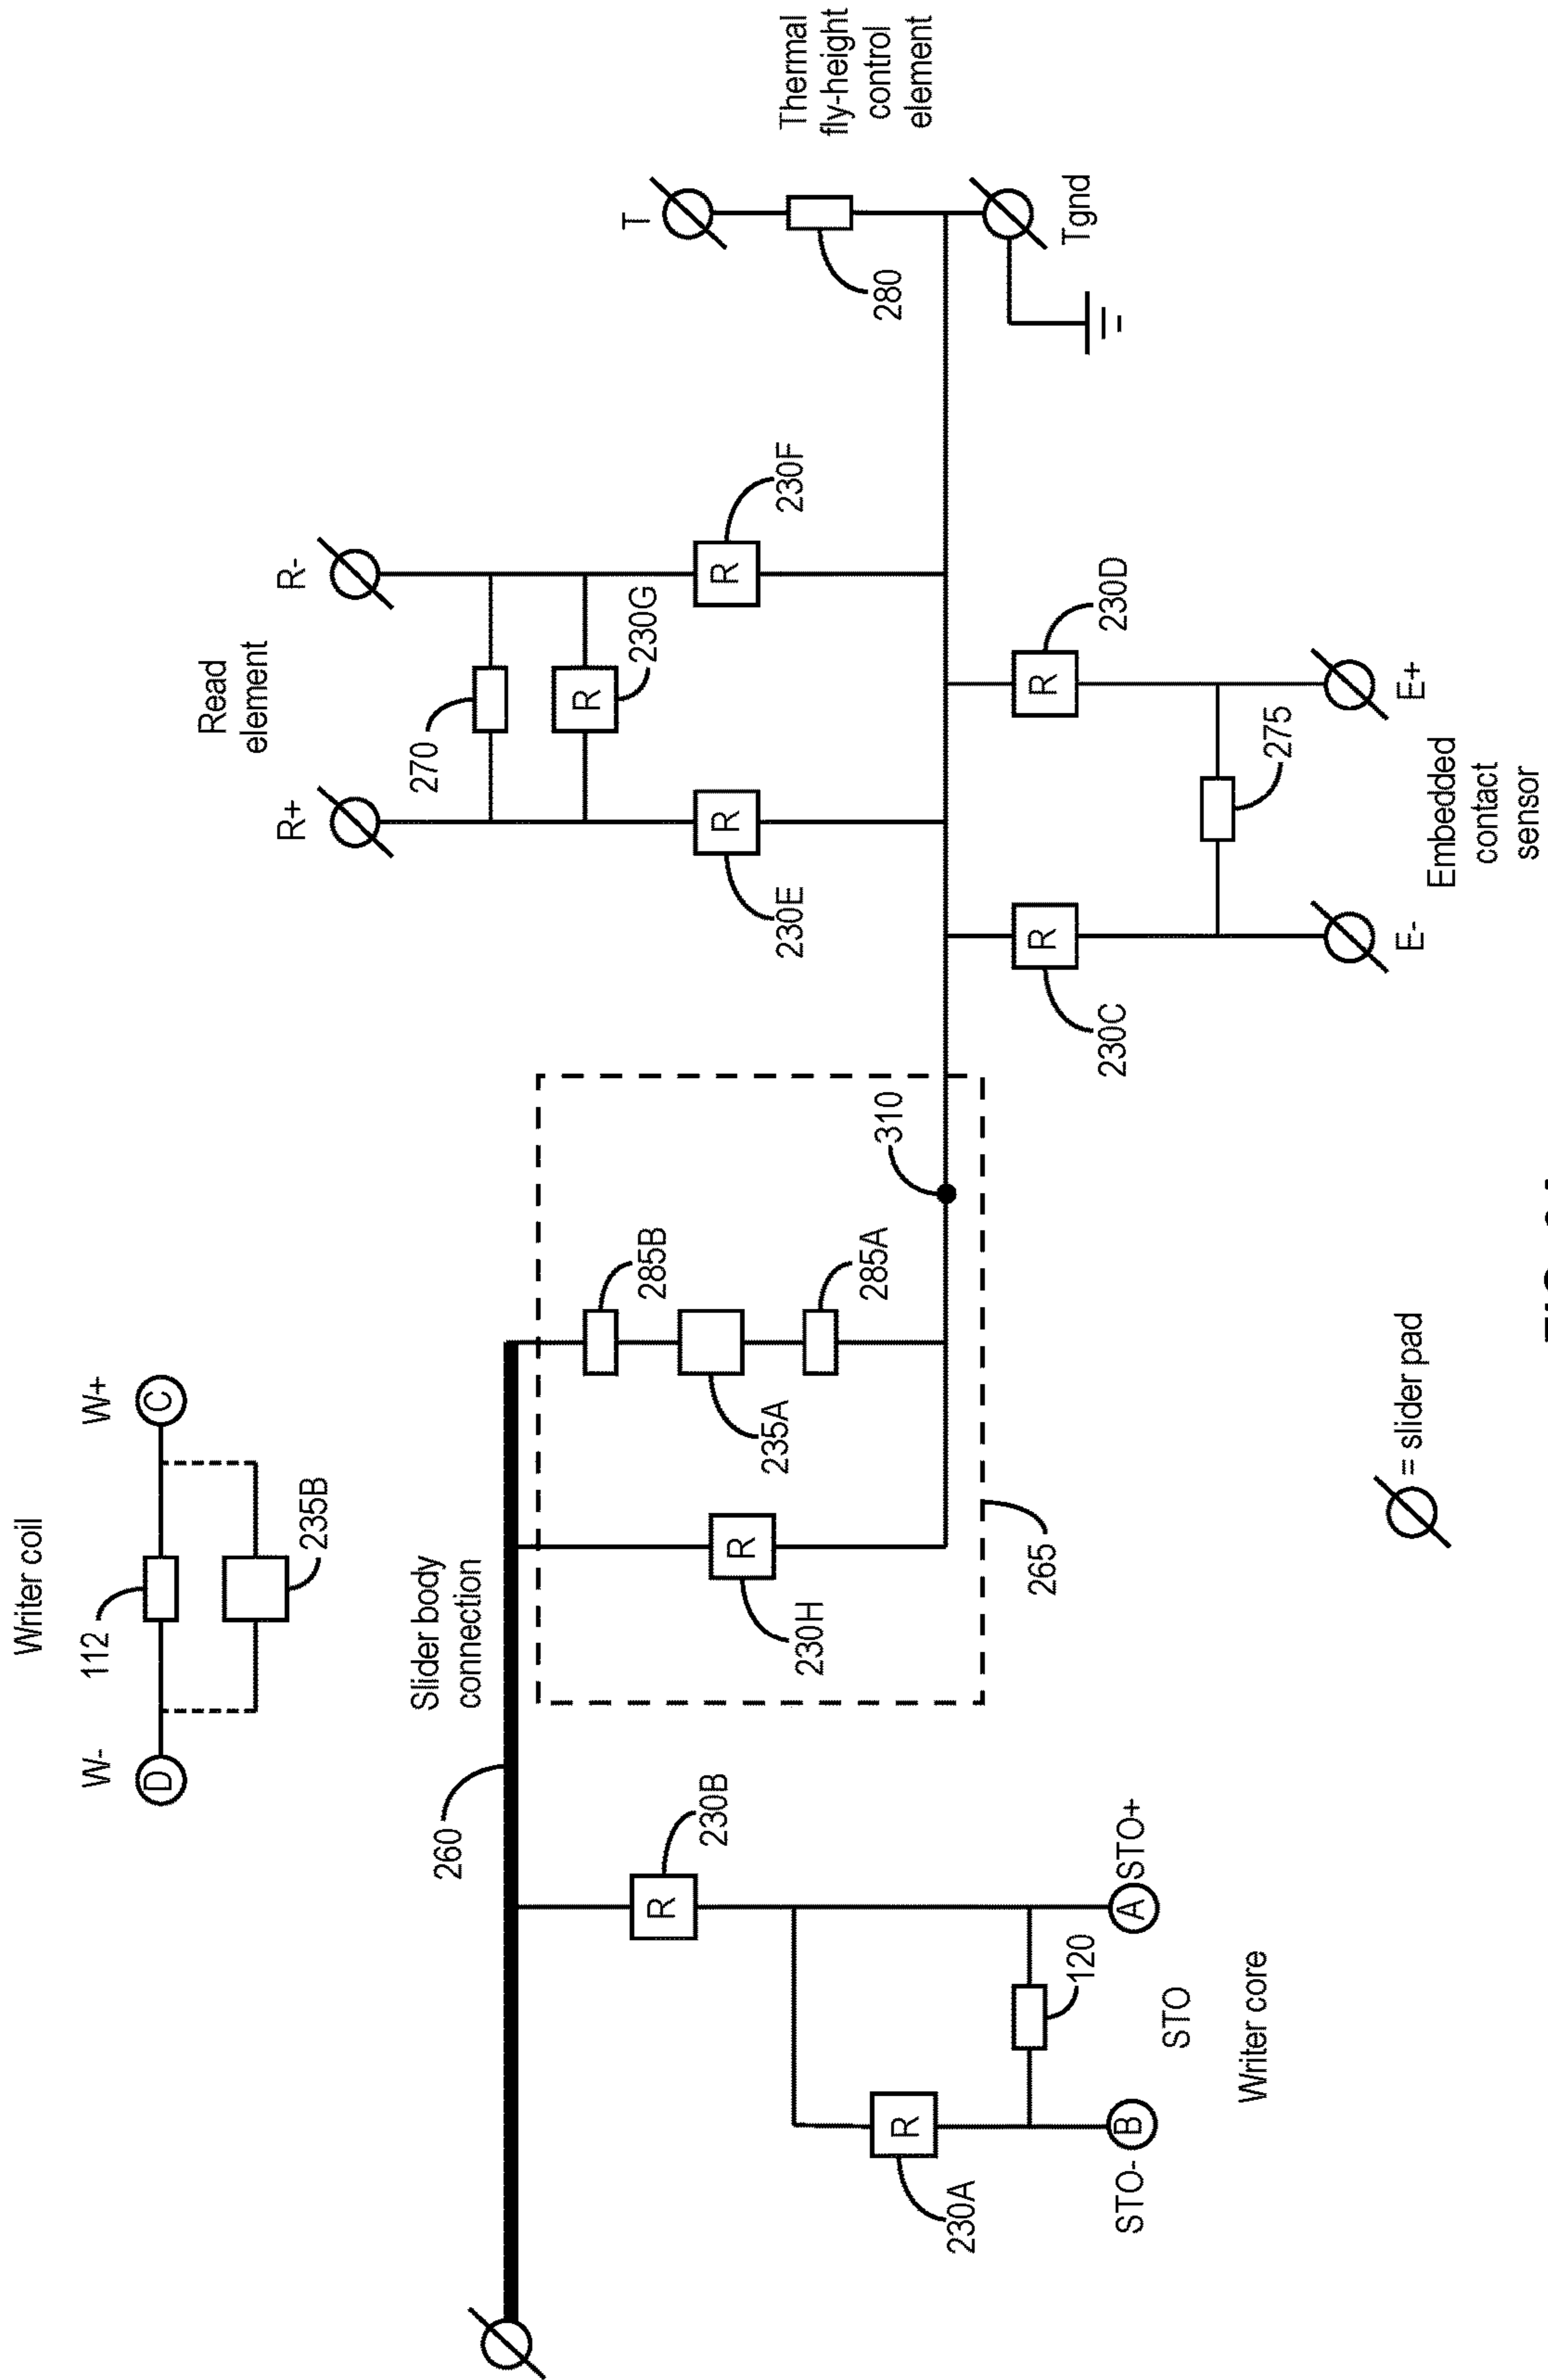 Writer coil
W-
112
W+
D
C
235B
Read
element
R+
R-
270
Slider body
connection
260
T
R
230G
285B
R
230B
235A
R
230E
R
230F
R
230H
Thermal
fly-height
control
element
285A
280
310
R
230A
265
R
230C
R
230D
Tgnd
120
STO-
B
A
STO+
STO
Writer core
275
E-
E+
= slider pad
Embedded
contact
sensor